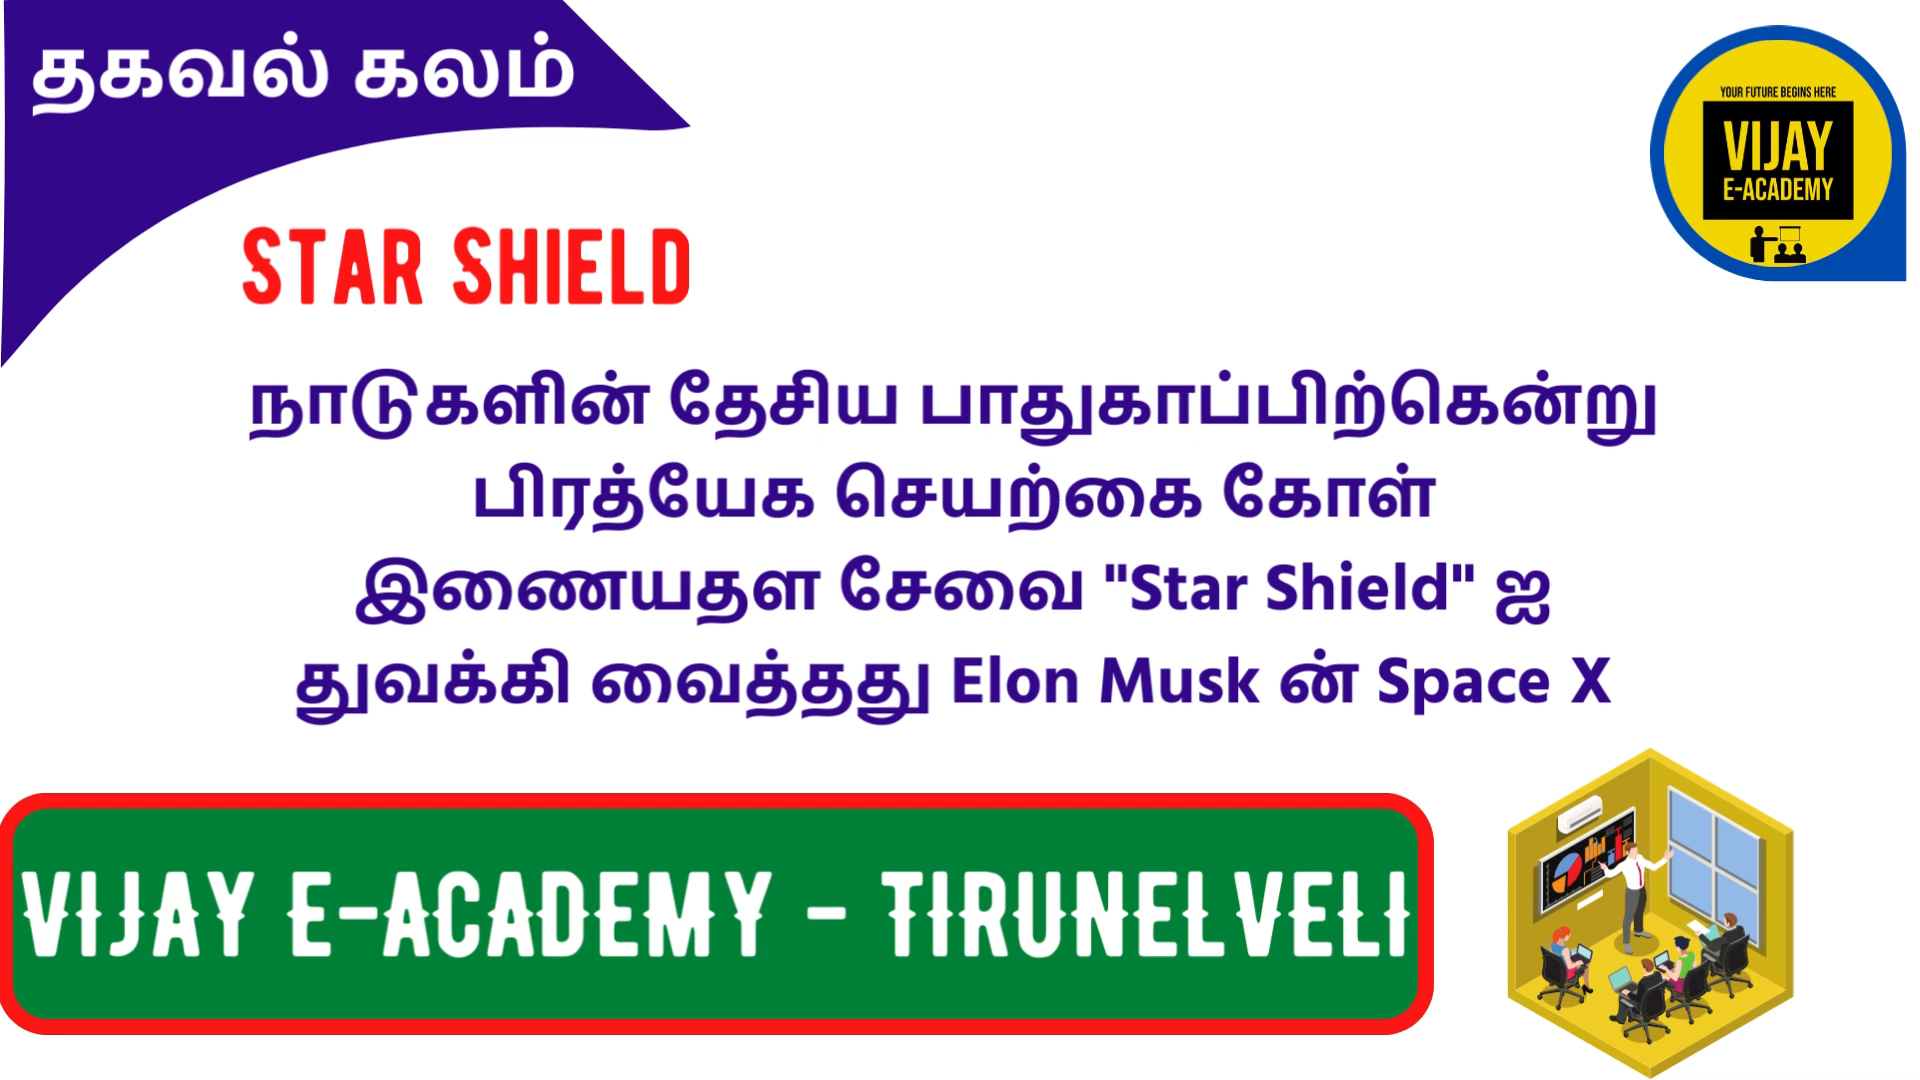 தகவல் கலம்
YOUR FUTURE BEGINS HERE
VIJAY
E-ACADEMY
STAR SHIELD
நாடுகளின் தேசிய பாதுகாப்பிற்கென்று
பிரத்யேக செயற்கை கோள்
இணையதள சேவை "Star Shield" ஐ
துவக்கி வைத்தது Elon Musk ன் Space X
VIJAY E-ACADEMY - TIRUNELVELI